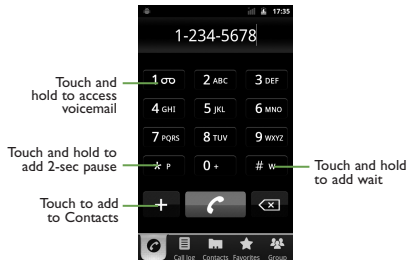 17:35
1-234-5678
Touch and
hold to access
voicemail
1
2 ABC
3 DEF
4 GHI
5 JKL
6 MNO
7 PQRS
8 TUV
9 WXYZ
Touch and hold to
add 2-sec pause
* P
0 +
# W
Touch and hold
to add wait
Touch to add
to Contacts
+
Call log
Contacts
Favorites
Group